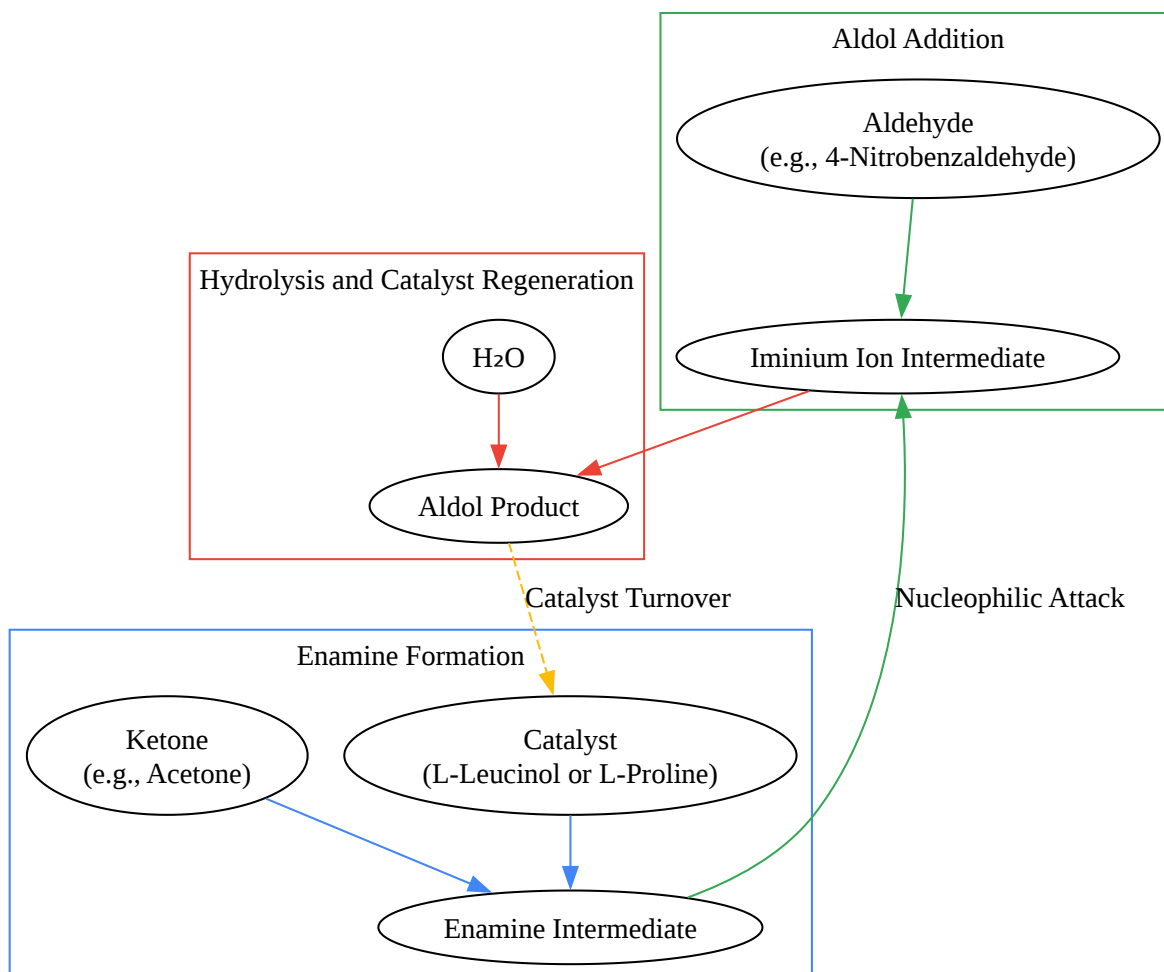 Aldol Addition
Aldehyde
(e.g., 4-Nitrobenzaldehyde)
Hydrolysis and Catalyst Regeneration
H₂O
Iminium Ion Intermediate
Aldol Product
Catalyst Turnover
Nucleophilic Attack
Enamine Formation
Ketone
(e.g., Acetone)
Catalyst
(L-Leucinol or L-Proline)
Enamine Intermediate